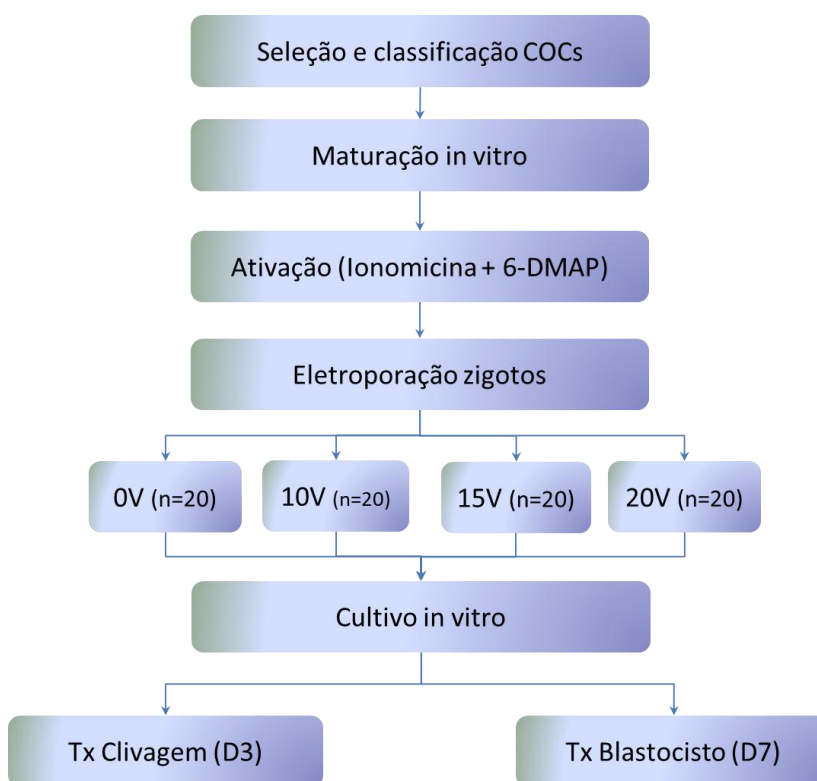 Seleção e classificação COCs
Maturação in vitro
Ativação (Ionomicina + 6-DMAP)
Eletroporação zigotos
0V (n=20) 10V (n=20) 15V (n=20) 20V (n=20)
Cultivo in vitro
Tx Clivagem (D3) Tx Blastocisto (D7)